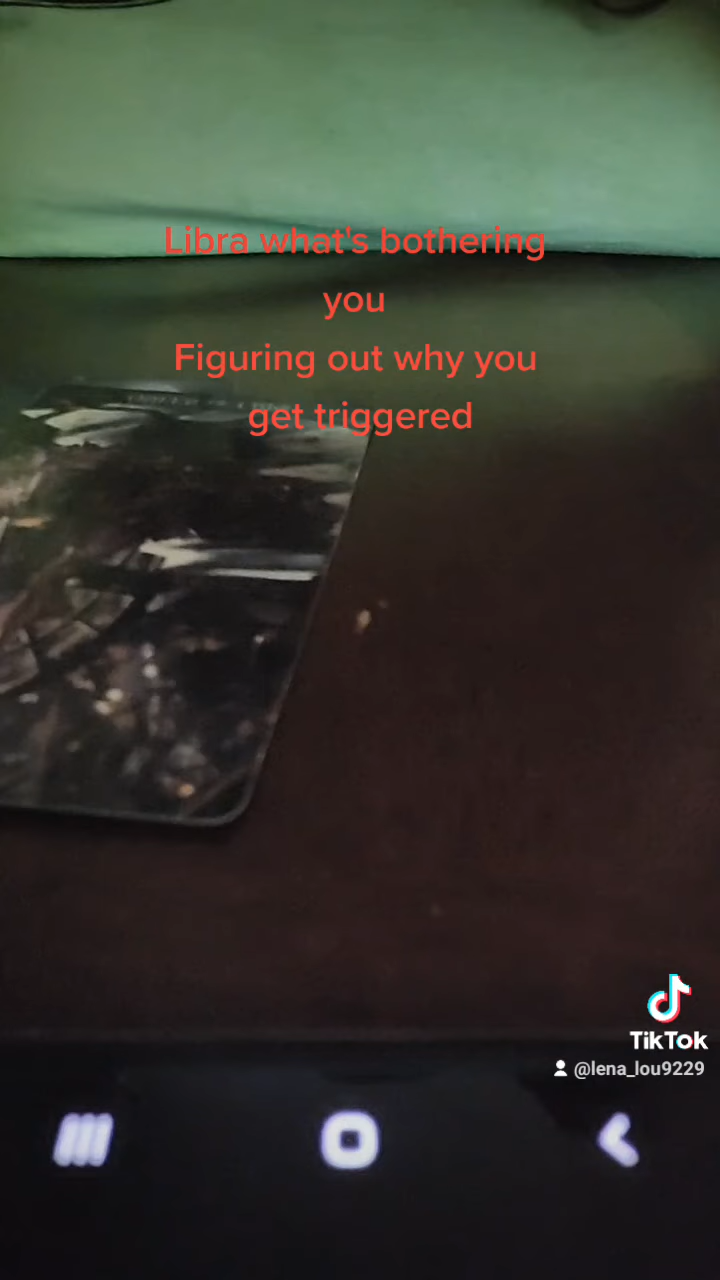 Libra what's bothering
you
Figuring out why you
get triggered
TikTok
@lena_lou9229